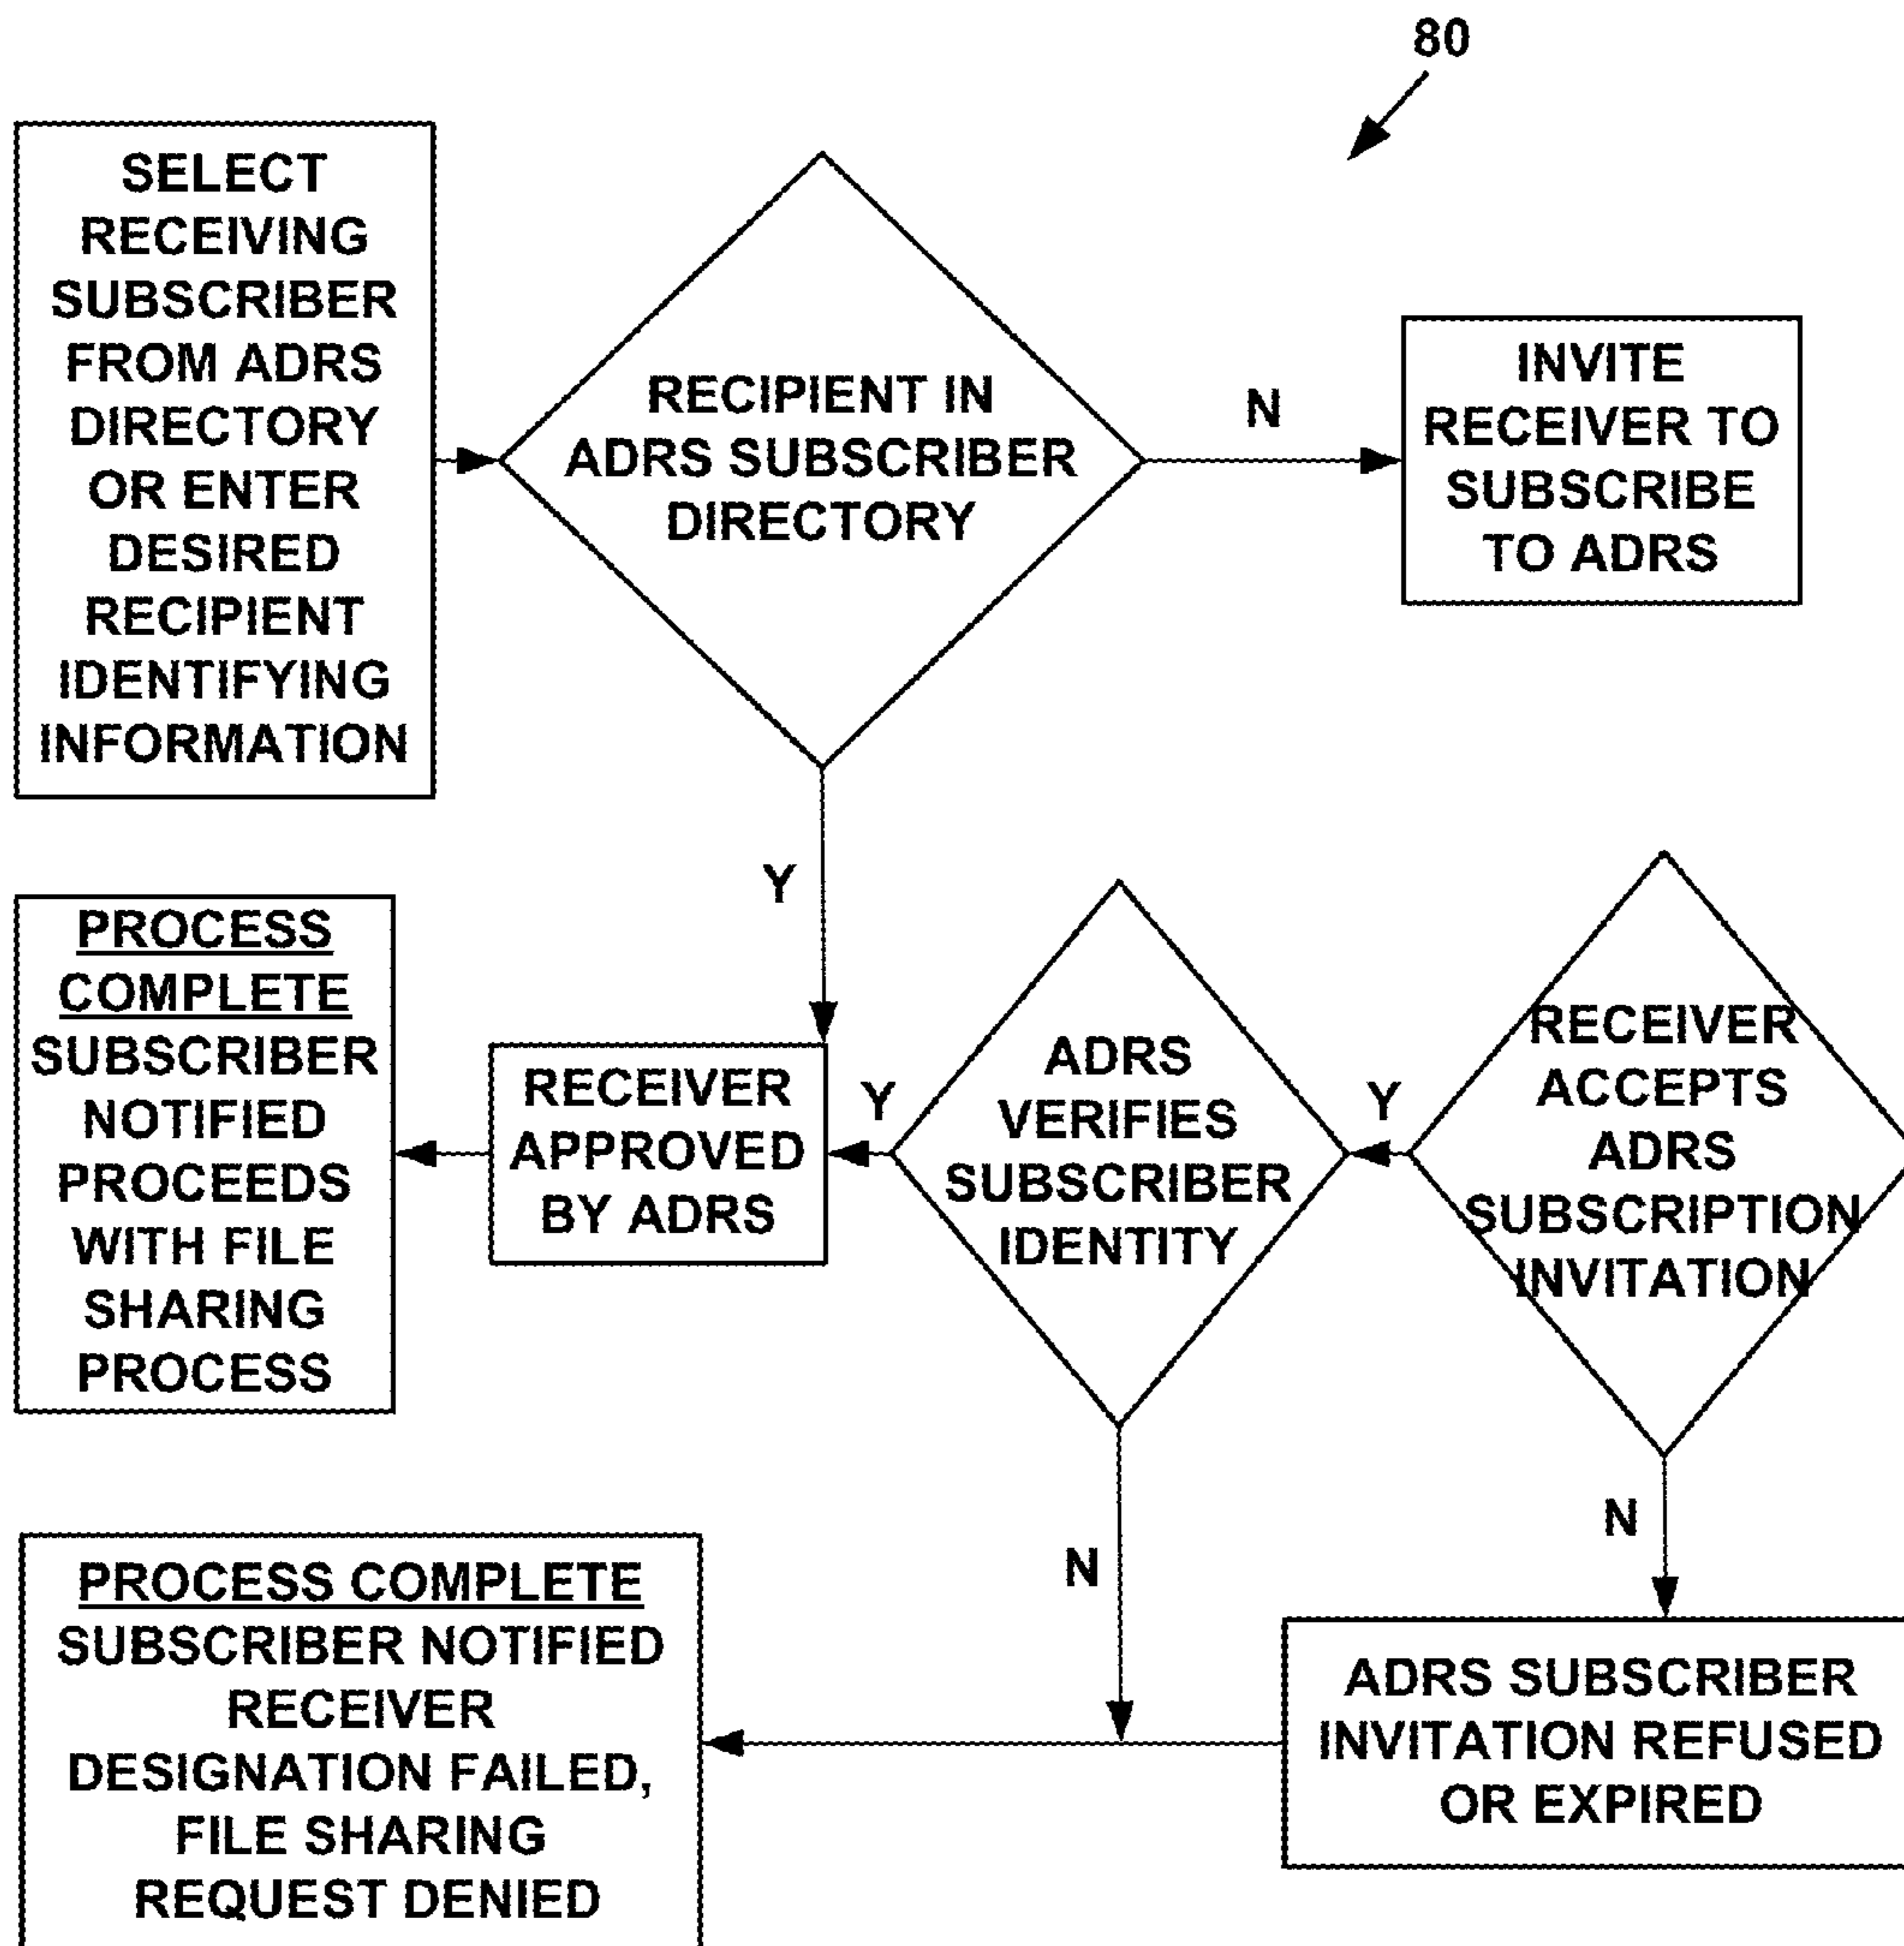 80
SELECT
RECEIVING
SUBSCRIBER
FROM ADRS
DIRECTORY
OR ENTER
DESIRED
RECIPIENT
IDENTIFYING
INFORMATION
RECIPIENT IN
ADRS SUBSCRIBER
DIRECTORY
N
INVITE
RECEIVER TO
SUBSCRIBE
TO ADRS
Y
RECEIVER
ACCEPTS
ADRS
SUBSCRIPTION
INVITATION
Y
ADRS
VERIFIES
SUBSCRIBER
IDENTITY
Y
RECEIVER
APPROVED
BY ADRS
PROCESS
COMPLETE
SUBSCRIBER
NOTIFIED
PROCEEDS
WITH FILE
SHARING
PROCESS
N
N
ADRS SUBSCRIBER
INVITATION REFUSED
OR EXPIRED
PROCESS COMPLETE
SUBSCRIBER NOTIFIED
RECEIVER
DESIGNATION FAILED,
FILE SHARING
REQUEST DENIED